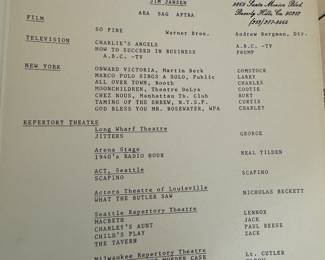 JIM JANSEN
AEA SAG AFTRA
9869 Santa Monica Blvd.
Beverly Hills, Ca. 90212
FILM
SO FINE Warner Bros. Andrew Bergman, Dir.
TELEVISION
CHARLIE'S ANGELS A.B.C. -TV
HOW TO SUCCEED IN BUSINESS FRUMP
A.B.C. -TV
NEW YORK
ONWARD VICTORIA, Martin Beck COMSTOCK
MARCO POLO SINGS A SOLO, Public LARRY
ALL OVER TOWN, Booth CHARLES
MOONCHILDREN, Theatre DeLys COOTIE
CHEZ NOUS, Manhattan Th. Club BURT
TAMING OF THE SHREW, N.Y.S.F. CURTIS
GOD BLESS YOU MR. ROSEWATER, WPA CHARLEY
REPERTORY THEATRE
Long Wharf Theatre
JITTERS GEORGE
Arena Stage
1940's RADIO HOUR NEAL TILDEN
ACT, Seattle
SCAPINO SCAPINO
Actors Theatre of Louisville
WHAT THE BUTLER SAW NICHOLAS BECKETT
Seattle Repertory Theatre
MACBETH LENNOX
CHARLEY'S AUNT JACK
CHILD'S PLAY PAUL REESE
THE TAVERN ZACK
Milwaukee Repertory Theatre
MURDER CASE Lt. CUTLER